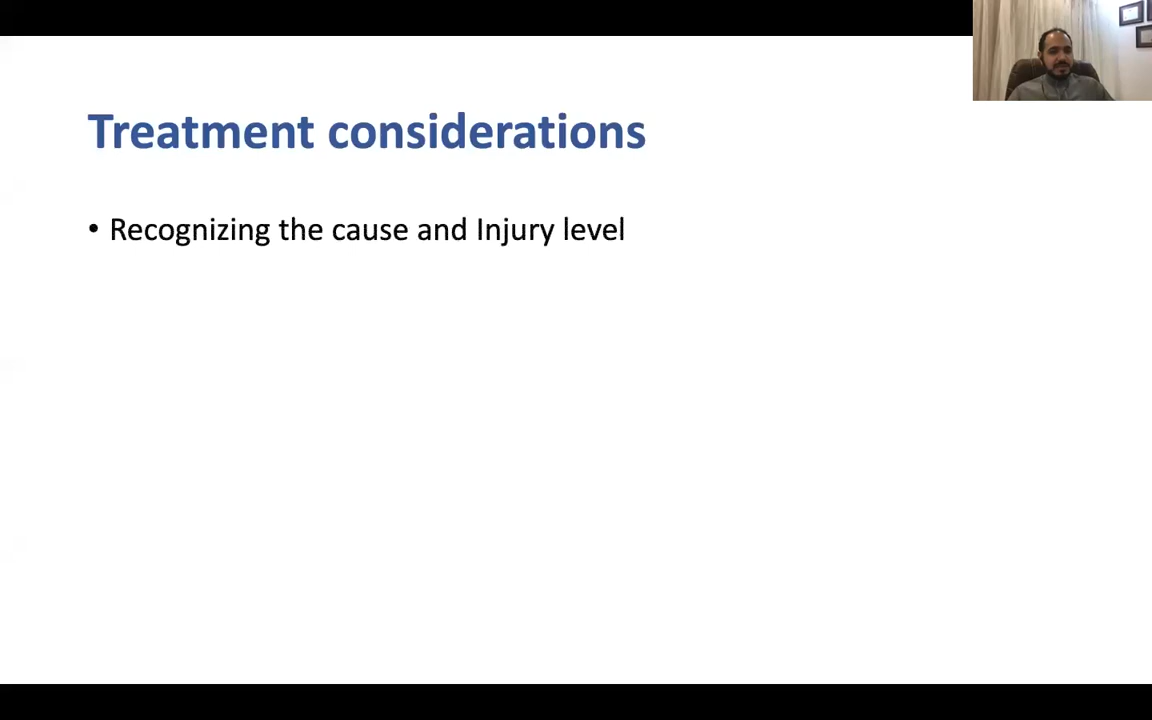 Treatment considerations
• Recognizing the cause and Injury level